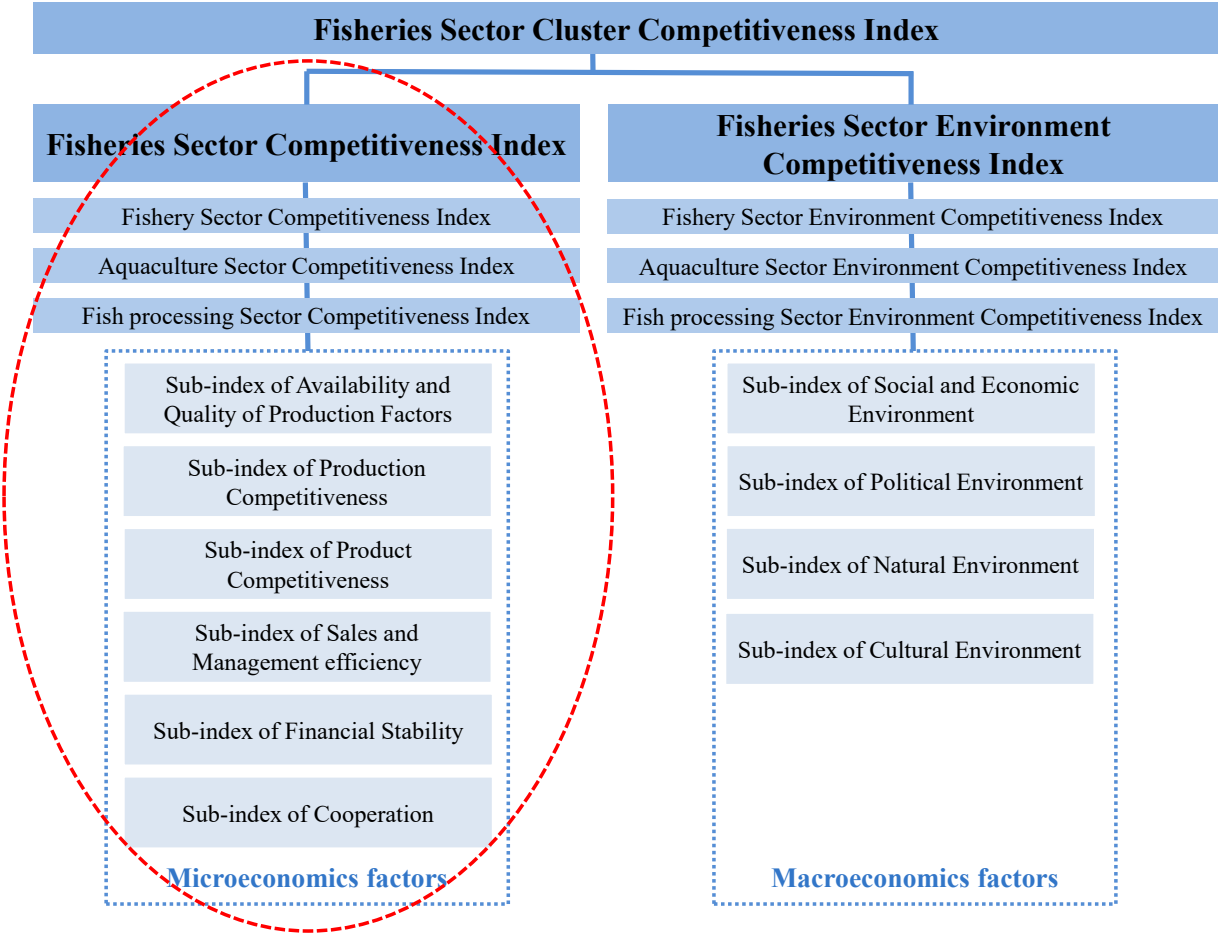 Fisheries Sector Cluster Competitiveness Index
Fisheries Sector Competitiveness Index
Fishery Sector Competitiveness Index
Aquaculture Sector Competitiveness Index
Fish processing Sector Competitiveness Index
Sub-index of Availability and
Quality of Production Factors
Sub-index of Production
Competitiveness
Sub-index of Product
Competitiveness
Sub-index of Sales and
Management efficiency
Sub-index of Financial Stability
Sub-index of Cooperation
Microeconomics factors
Fisheries Sector Environment
Competitiveness Index
Fishery Sector Environment Competitiveness Index
Aquaculture Sector Environment Competitiveness Index
Fish processing Sector Environment Competitiveness Index
Sub-index of Social and Economic
Environment
Sub-index of Political Environment
Sub-index of Natural Environment
Sub-index of Cultural Environment
Macroeconomics factors